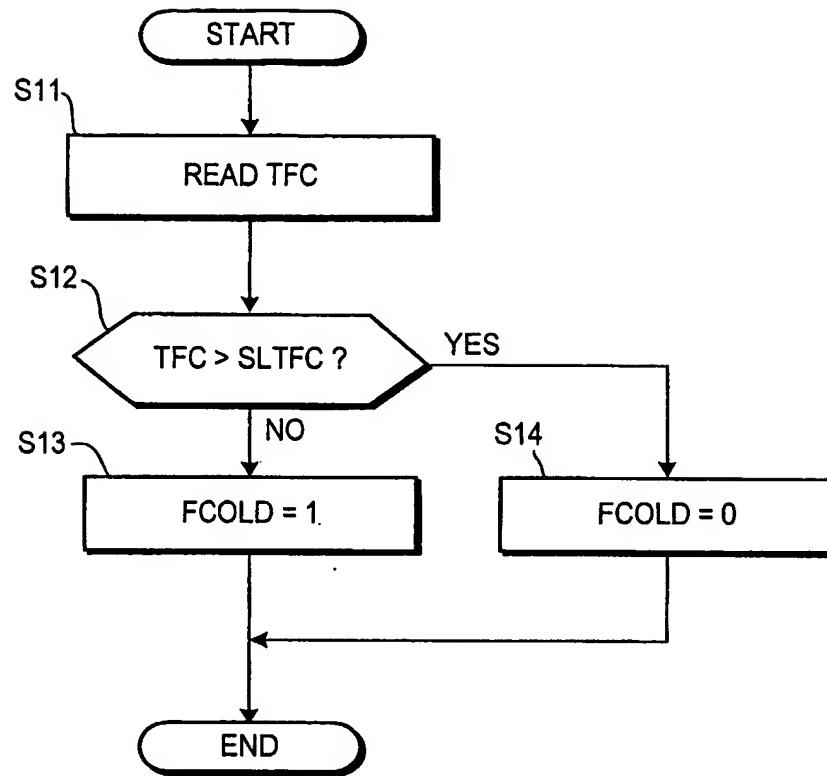 START
S11
READ TFC
S12
TFC > SLTFC ?
YES
NO
S13
FCOLD = 1
S14
FCOLD = 0
END